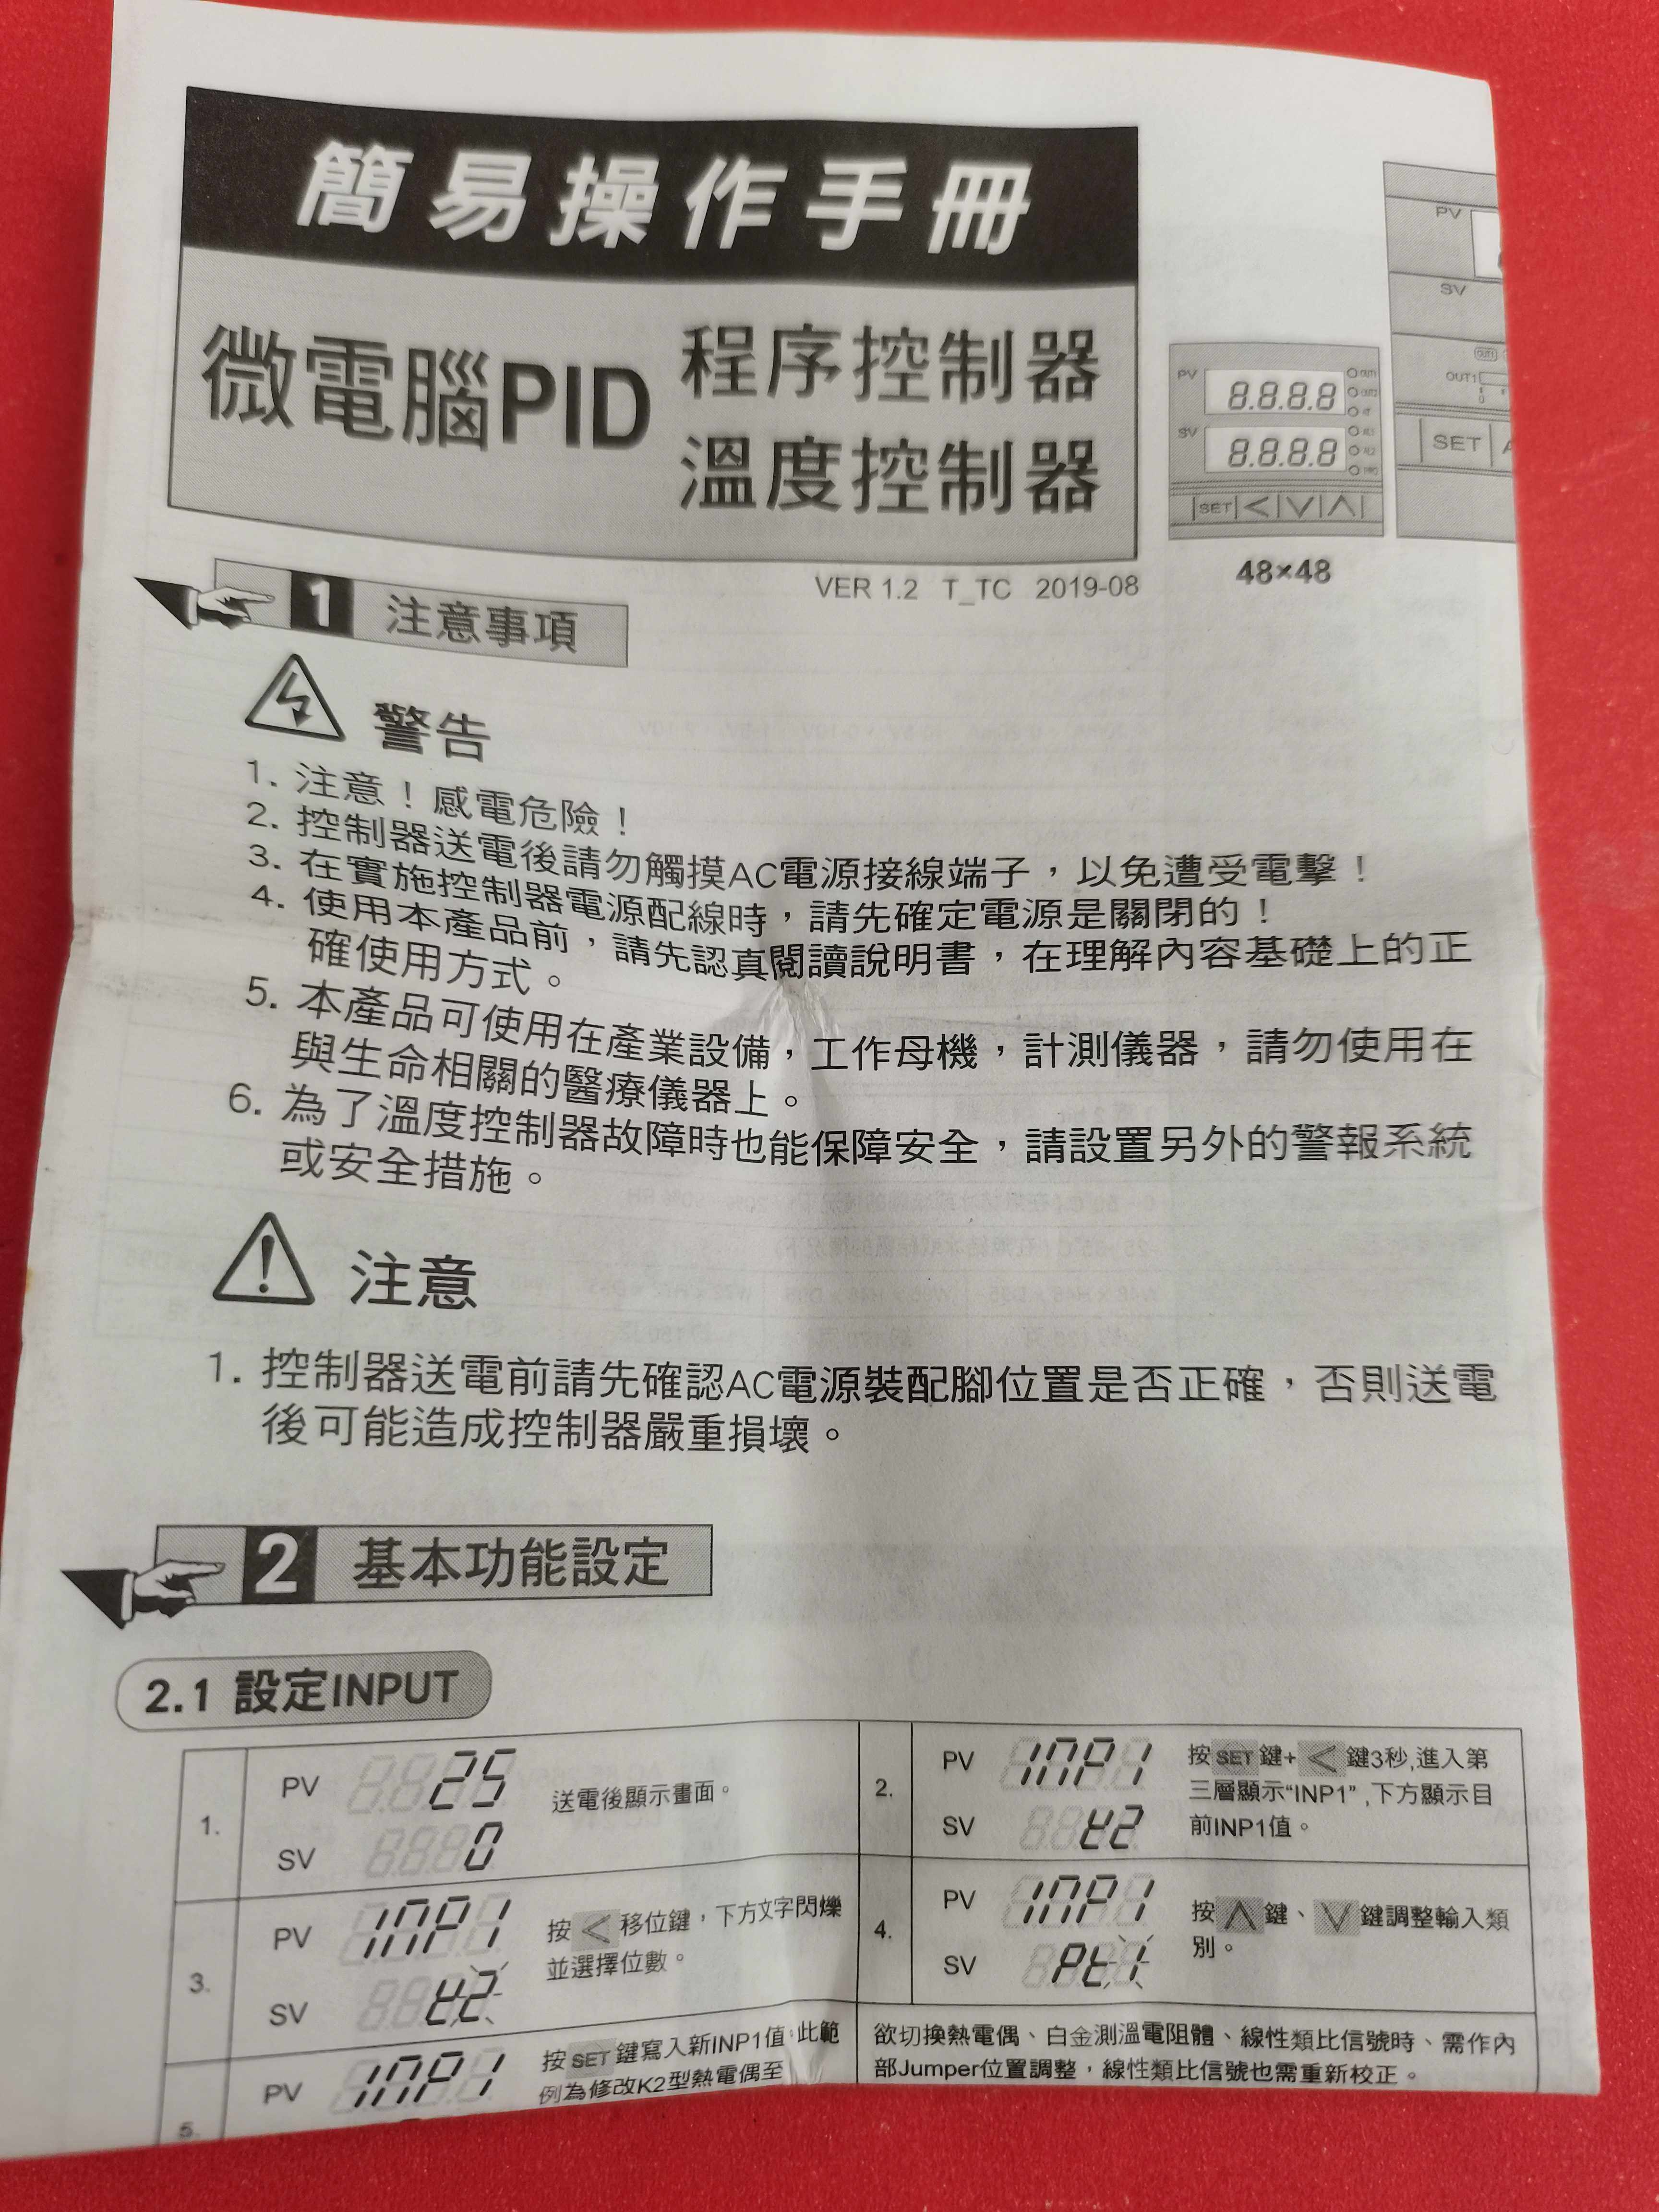 簡易操作手冊
微電腦PID
程序控制器
溫度控制器
VER 1.2 T_TC 2019-08
PV 8.8.8.8 OUT1
OUT2
AT
SV 8.8.8.8
SET
48×48
PV
SV
OUT1
OUT1
0
SET
1 注意事項
警告
1. 注意！感電危險！
2. 控制器送電後請勿觸摸AC電源接線端子，以免遭受電擊！
3. 在實施控制器電源配線時，請先確定電源是關閉的！
4. 使用本產品前，請先認真閱讀說明書，在理解內容基礎上的正
確使用方式。
5. 本產品可使用在產業設備，工作母機，計測儀器，請勿使用在
與生命相關的醫療儀器上。
6. 為了溫度控制器故障時也能保障安全，請設置另外的警報系統
或安全措施。
注意
1. 控制器送電前請先確認AC電源裝配腳位置是否正確，否則送電
後可能造成控制器嚴重損壞。
2 基本功能設定
2.1 設定INPUT
1.
PV 25
SV 0
送電後顯示畫面。
2.
PV INP1
SV K2
按SET鍵+<鍵3秒,進入第
三層顯示“INP1”,下方顯示目
前INP1值。
3.
PV INP1
SV K2
按<移位鍵，下方文字閃爍
並選擇位數。
4.
PV INP1
SV Pt1
按∧鍵、∨鍵調整輸入類
別。
5.
PV INP1
按SET鍵寫入新INP1值，此範
例為修改K2型熱電偶至
欲切換熱電偶、白金測溫電阻體、線性類比信號時、需作內
部Jumper位置調整，線性類比信號也需重新校正。